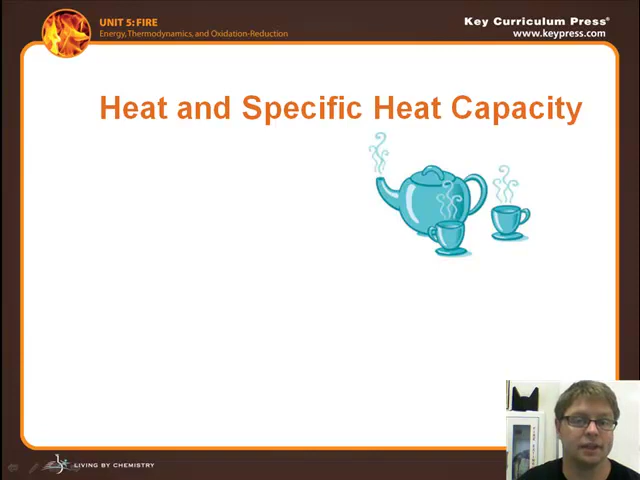 UNIT 5: FIRE
Energy, Thermodynamics, and Oxidation-Reduction
Key Curriculum Press®
www.keypress.com
Heat and Specific Heat Capacity
LIVING BY CHEMISTRY